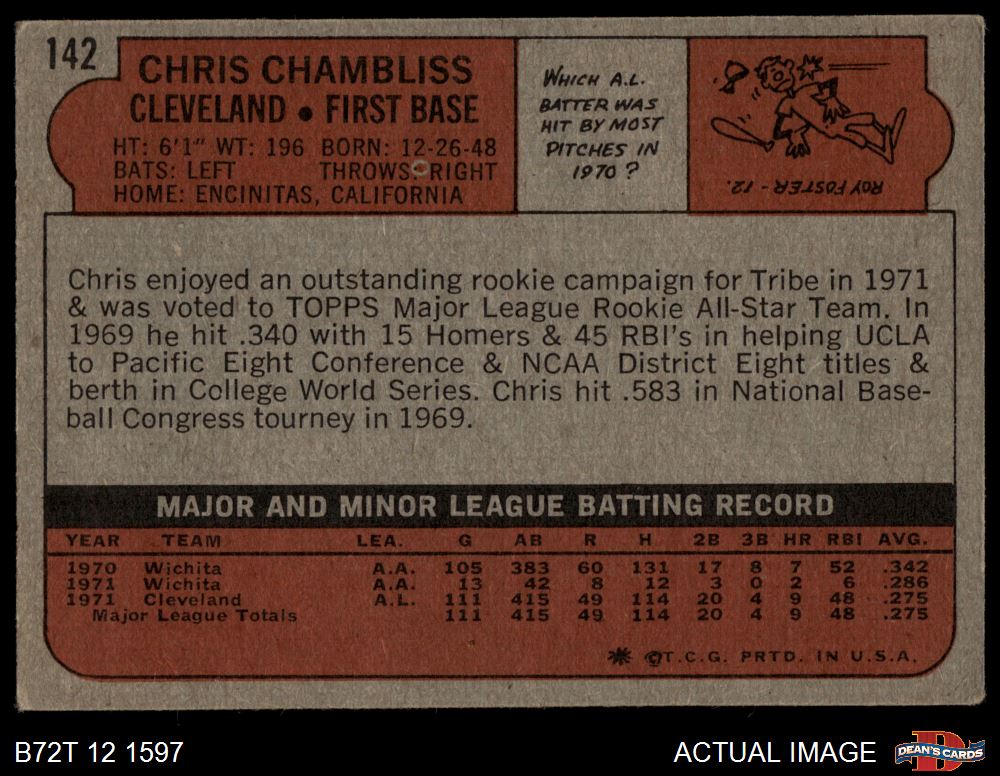 142
CHRIS CHAMBLISS
CLEVELAND • FIRST BASE
HT: 6'1" WT: 196 BORN: 12-26-48
BATS: LEFT THROWS: RIGHT
HOME: ENCINITAS, CALIFORNIA
WHICH A.L.
BATTER WAS
HIT BY MOST
PITCHES IN
1970?
ROY FOSTER - 12.
Chris enjoyed an outstanding rookie campaign for Tribe in 1971
& was voted to TOPPS Major League Rookie All-Star Team. In
1969 he hit .340 with 15 Homers & 45 RBI's in helping UCLA
to Pacific Eight Conference & NCAA District Eight titles &
berth in College World Series. Chris hit .583 in National Base-
ball Congress tourney in 1969.
MAJOR AND MINOR LEAGUE BATTING RECORD
YEAR TEAM LEA. G AB R H 2B 3B HR RBI AVG.
1970 Wichita A.A. 105 383 60 131 17 8 7 52 .342
1971 Wichita A.A. 13 42 8 12 3 0 2 6 .286
1971 Cleveland A.L. 111 415 49 114 20 4 9 48 .275
Major League Totals 111 415 49 114 20 4 9 48 .275
* ©T.C.G. PRTD. IN U.S.A.
B72T 12 1597
ACTUAL IMAGE
D
DEAN'S CARDS